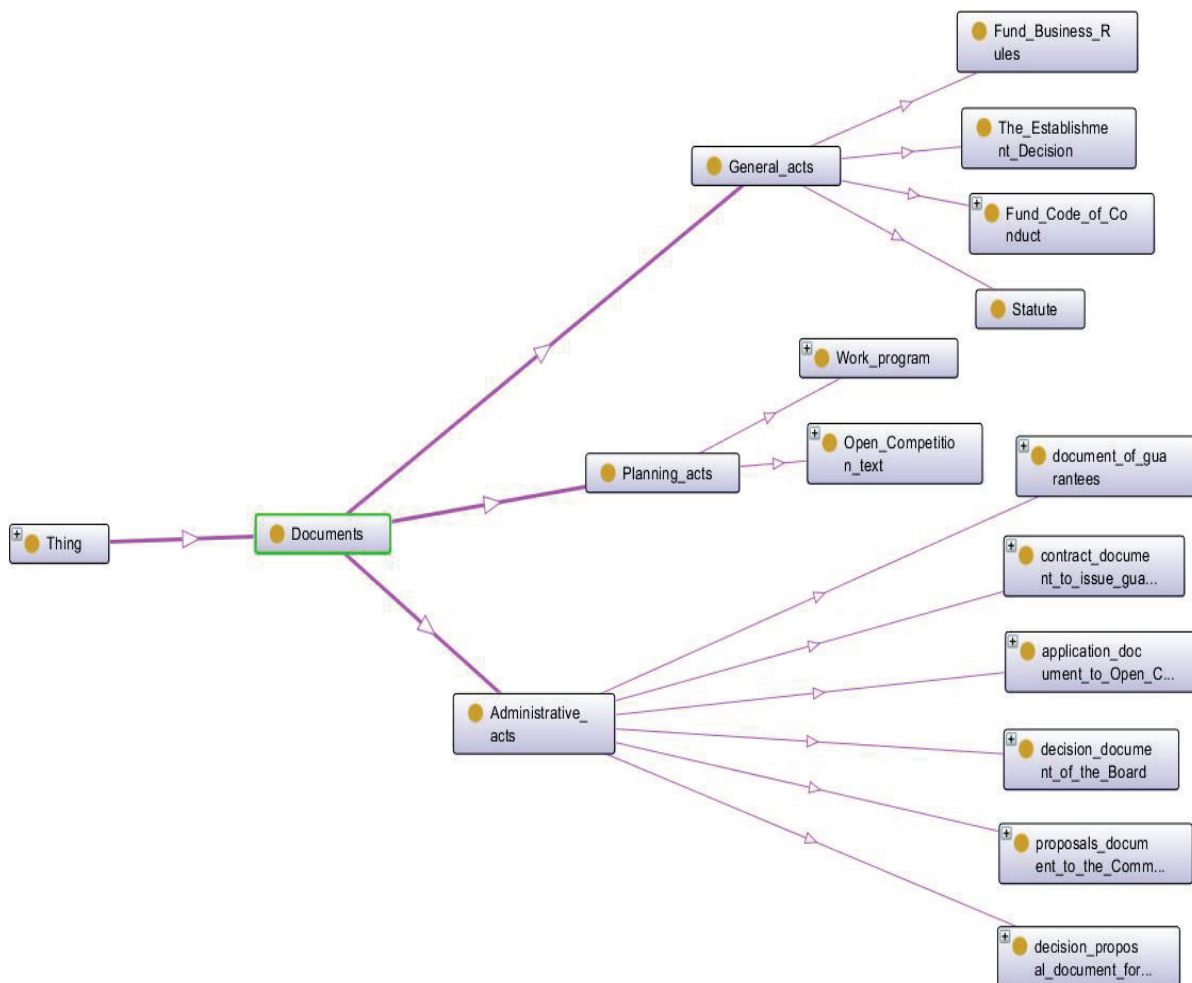 Fund_Business_R
ules
The_Establishme
nt_Decision
General_acts
Fund_Code_of_Co
nduct
Statute
Work_program
Open_Competitio
n_text
Planning_acts
document_of_gua
rantees
Thing
Documents
contract_docume
nt_to_issue_gua...
application_doc
ument_to_Open_C...
Administrative_
acts
decision_docume
nt_of_the_Board
proposals_docum
ent_to_the_Comm...
decision_propos
al_document_for...